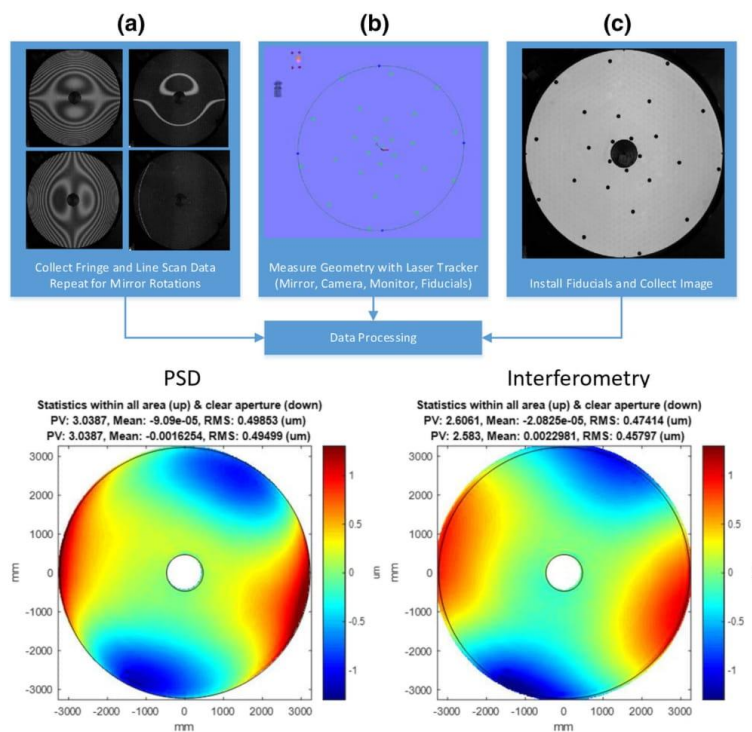 (a)
(b)
(c)
Collect Fringe and Line Scan Data
Repeat for Mirror Rotations
Measure Geometry with Laser Tracker
(Mirror, Camera, Monitor, Fiducials)
Install Fiducials and Collect Image
Data Processing
PSD
Statistics within all area (up) & clear aperture (down)
PV: 3.0387, Mean: -9.09e-05, RMS: 0.49853 (um)
PV: 3.0387, Mean: -0.0016254, RMS: 0.49499 (um)
3000
2000
1000
0
-1000
-2000
-3000
mm
-3000 -2000 -1000 0 1000 2000 3000
mm
1
0.5
0
-0.5
-1
um
Interferometry
Statistics within all area (up) & clear aperture (down)
PV: 2.6061, Mean: -2.0825e-05, RMS: 0.47414 (um)
PV: 2.583, Mean: 0.0022981, RMS: 0.45797 (um)
3000
2000
1000
0
-1000
-2000
-3000
mm
-3000 -2000 -1000 0 1000 2000 3000
mm
1
0.5
0
-0.5
-1
um